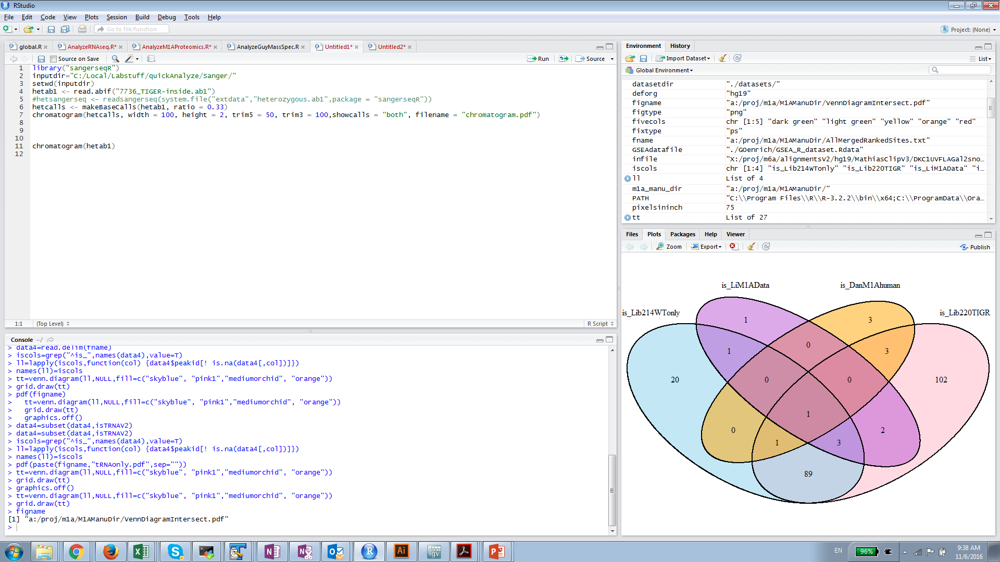 RStudio
File Edit Code View Plots Session Build Debug Tools Help
Go to file/function
Project: (None)
global.R
AnalyzeRNAseq.R*
AnalyzeM1AProteomics.R*
AnalyzeGuyMassSpec.R
Untitled1*
Untitled2*
Source on Save
Run
Source
1 library("sangerseqR")
2 inputdir="C:/Local/Labstuff/quickAnalyze/Sanger/"
3 setwd(inputdir)
4 hetab1 <- read.abif("7736_TIGER-inside.ab1")
5 #hetsangerseq <- readsangerseq(system.file("extdata","heterozygous.ab1",package = "sangerseqR"))
6 hetcalls <- makeBaseCalls(hetab1, ratio = 0.33)
7 chromatogram(hetcalls, width = 100, height = 2, trim5 = 50, trim3 = 100,showcalls = "both", filename = "chromatogram.pdf")
8
9
10
11 chromatogram(hetab1)
12
1:1 (Top Level) R Script
Console ~/
> data4=read.delim(fname)
> iscols=grep("^is_",names(data4),value=T)
> ll=lapply(iscols,function(col) {data4$peakid[! is.na(data4[,col])]})
> names(ll)=iscols
> tt=venn.diagram(ll,NULL,fill=c("skyblue", "pink1","mediumorchid", "orange"))
> grid.draw(tt)
> pdf(figname)
>   tt=venn.diagram(ll,NULL,fill=c("skyblue", "pink1","mediumorchid", "orange"))
>   grid.draw(tt)
>   graphics.off()
> data4=subset(data4,isTRNAV2)
> data4=subset(data4,isTRNAV2)
> iscols=grep("^is_",names(data4),value=T)
> ll=lapply(iscols,function(col) {data4$peakid[! is.na(data4[,col])]})
> names(ll)=iscols
> pdf(paste(figname,"tRNAonly.pdf",sep=""))
> tt=venn.diagram(ll,NULL,fill=c("skyblue", "pink1","mediumorchid", "orange"))
> grid.draw(tt)
> graphics.off()
> tt=venn.diagram(ll,NULL,fill=c("skyblue", "pink1","mediumorchid", "orange"))
> grid.draw(tt)
> figname
[1] "a:/proj/m1a/M1AManuDir/VennDiagramIntersect.pdf"
>
Environment History
Import Dataset
List
Global Environment
datasetdir "./datasets/"
deforg "hg19"
figname "a:/proj/m1a/M1AManuDir/VennDiagramIntersect.pdf"
figtype "png"
fivecols chr [1:5] "dark green" "light green" "yellow" "orange" "red"
fixtype "ps"
fname "a:/proj/m1a/M1AManuDir/AllMergedRankedSites.txt"
GSEAdatafile "./GOenrich/GSEA_R_dataset.Rdata"
infile "X:/proj/m6a/alignmentsV2/hg19/MathiasClipV3/DKC1UVFLAGal2sno…
iscols chr [1:4] "is_Lib214WTonly" "is_Lib220TIGR" "is_LiM1AData" "i…
ll List of 4
m1a_manu_dir "a:/proj/m1a/M1AManuDir/"
PATH "C:\\Program Files\\R\\R-3.2.2\\bin\\x64;C:\\ProgramData\\Ora…
pixelsininch 75
tt List of 27
Files Plots Packages Help Viewer
Zoom Export Publish
is_LiM1AData is_DanM1Ahuman
is_Lib214WTonly is_Lib220TIGR
1 3
0
1 3
20 0 0 102
1
0 2
1 3
89
EN 96% 9:38 AM
11/6/2016